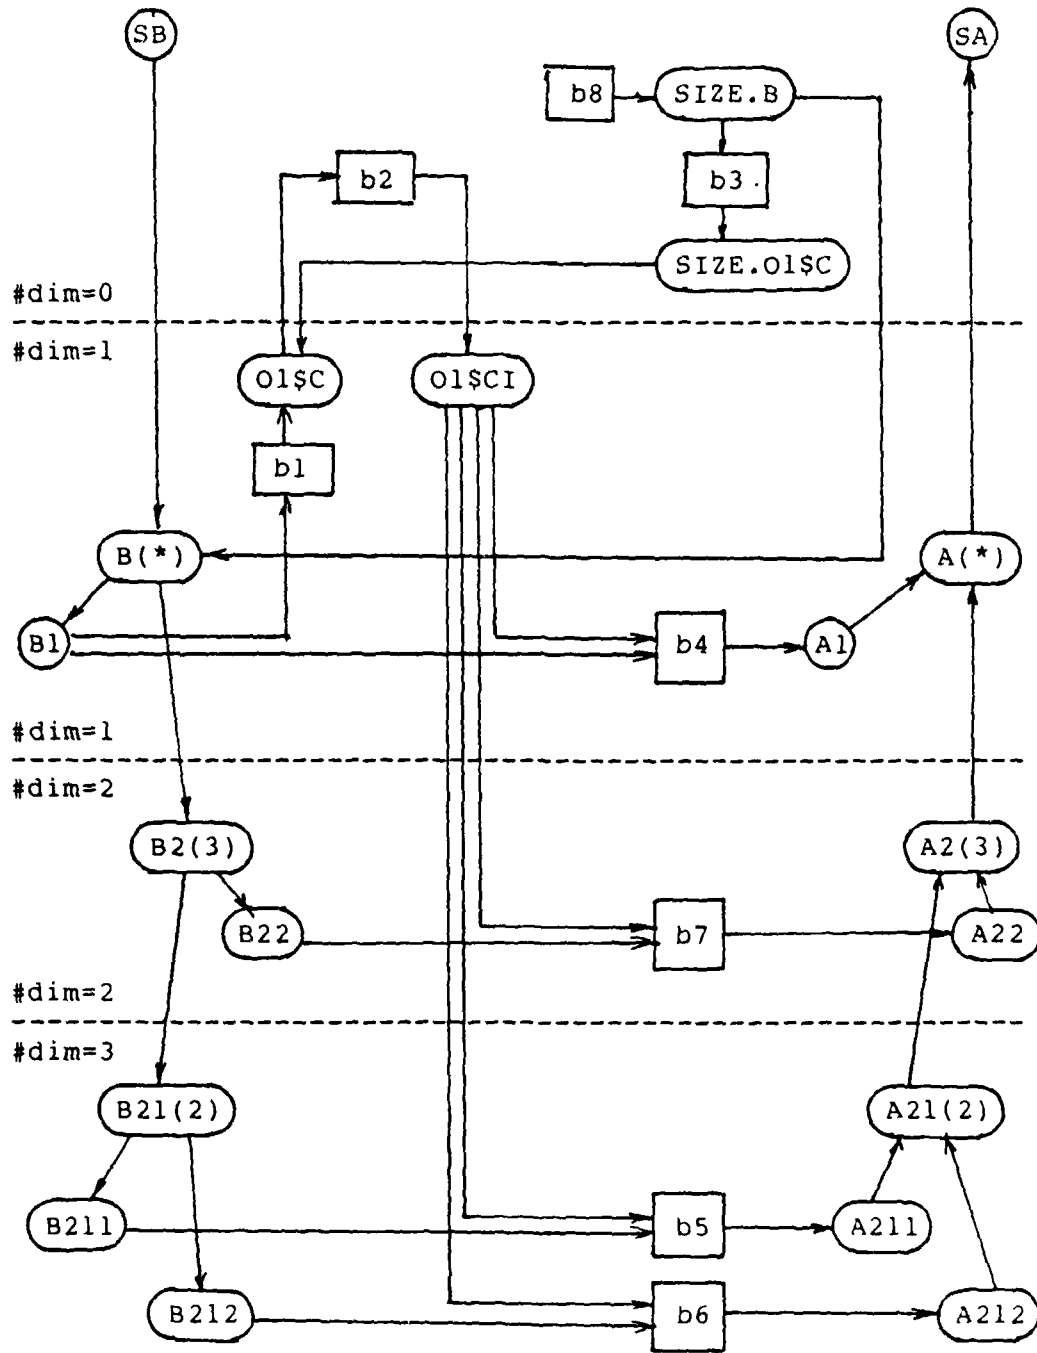 SB
SA
b8
SIZE.B
b2
b3
SIZE.O1$C
#dim=0
#dim=1
O1$C
O1$CI
b1
B(*)
A(*)
B1
b4
A1
#dim=1
#dim=2
B2(3)
A2(3)
B22
b7
A22
#dim=2
#dim=3
B21(2)
A21(2)
B211
b5
A211
B212
b6
A212